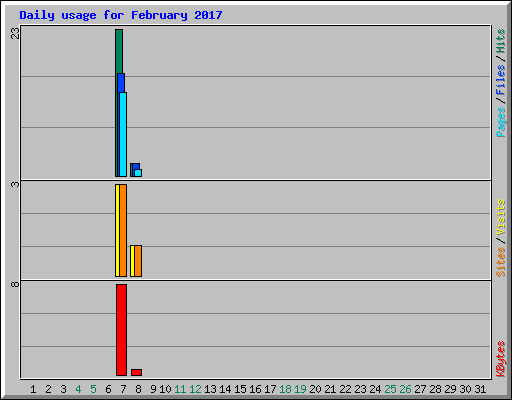 Daily usage for February 2017
23
3
8
Pages/Files/Hits
Sites/Visits
KBytes
1 2 3 4 5 6 7 8 9 10 11 12 13 14 15 16 17 18 19 20 21 22 23 24 25 26 27 28 29 30 31